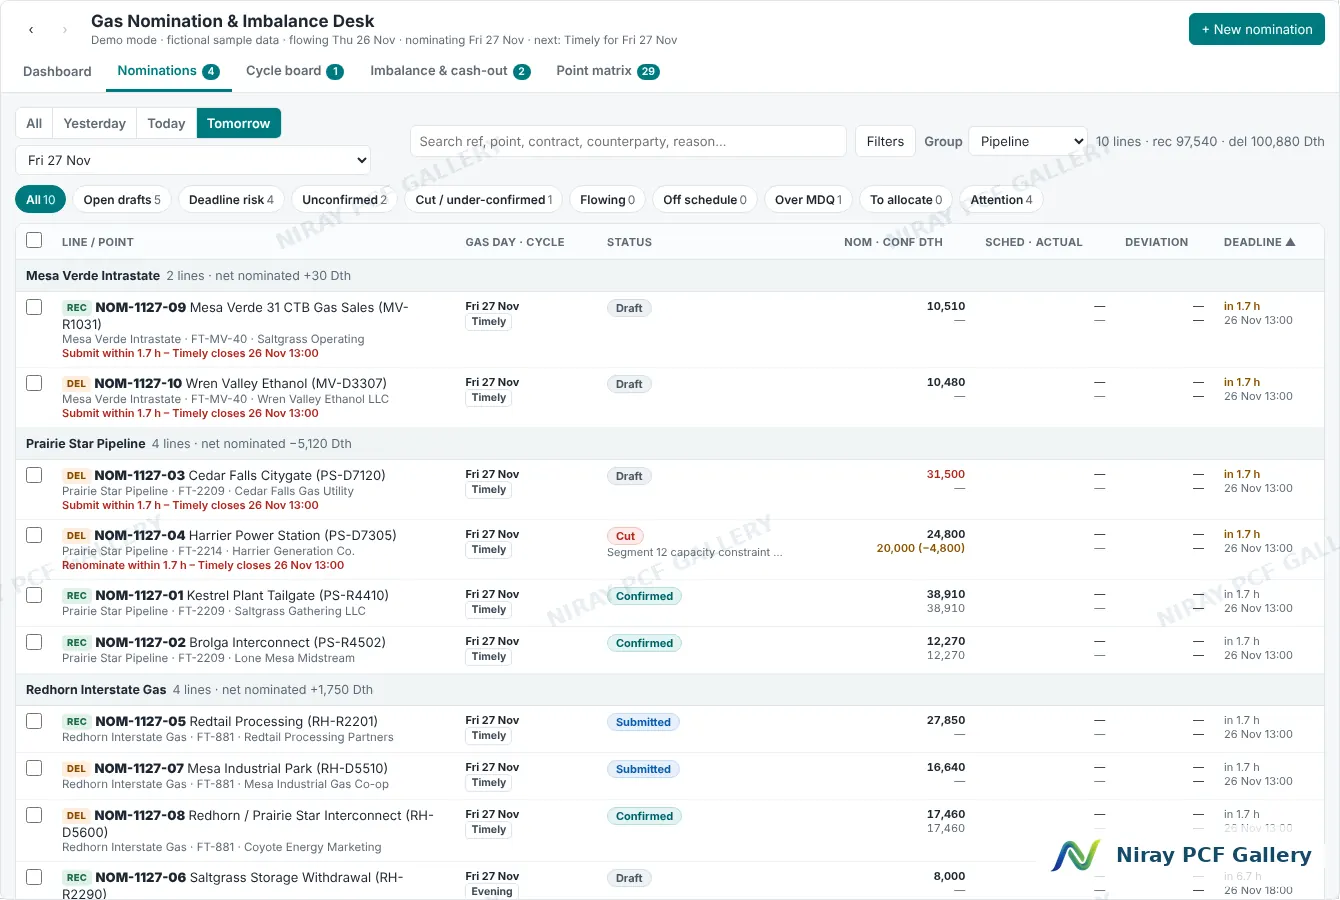 ‹ › Gas Nomination & Imbalance Desk
Demo mode · fictional sample data · flowing Thu 26 Nov · nominating Fri 27 Nov · next: Timely for Fri 27 Nov
+ New nomination
Dashboard Nominations 4 Cycle board 1 Imbalance & cash-out 2 Point matrix 29
All Yesterday Today Tomorrow
Fri 27 Nov
Search ref, point, contract, counterparty, reason... Filters Group Pipeline 10 lines · rec 97,540 · del 100,880 Dth
All 10 Open drafts 5 Deadline risk 4 Unconfirmed 2 Cut / under-confirmed 1 Flowing 0 Off schedule 0 Over MDQ 1 To allocate 0 Attention 4
LINE / POINT GAS DAY · CYCLE STATUS NOM · CONF DTH SCHED · ACTUAL DEVIATION DEADLINE ▲
Mesa Verde Intrastate 2 lines · net nominated +30 Dth
REC NOM-1127-09 Mesa Verde 31 CTB Gas Sales (MV-R1031) Fri 27 Nov Draft 10,510 — — in 1.7 h
Mesa Verde Intrastate · FT-MV-40 · Saltgrass Operating Timely — — — 26 Nov 13:00
Submit within 1.7 h – Timely closes 26 Nov 13:00
DEL NOM-1127-10 Wren Valley Ethanol (MV-D3307) Fri 27 Nov Draft 10,480 — — in 1.7 h
Mesa Verde Intrastate · FT-MV-40 · Wren Valley Ethanol LLC Timely — — — 26 Nov 13:00
Submit within 1.7 h – Timely closes 26 Nov 13:00
Prairie Star Pipeline 4 lines · net nominated −5,120 Dth
DEL NOM-1127-03 Cedar Falls Citygate (PS-D7120) Fri 27 Nov Draft 31,500 — — in 1.7 h
Prairie Star Pipeline · FT-2209 · Cedar Falls Gas Utility Timely — — — 26 Nov 13:00
Submit within 1.7 h – Timely closes 26 Nov 13:00
DEL NOM-1127-04 Harrier Power Station (PS-D7305) Fri 27 Nov Cut 24,800 — — in 1.7 h
Prairie Star Pipeline · FT-2214 · Harrier Generation Co. Timely Segment 12 capacity constraint ... 20,000 (−4,800) — — 26 Nov 13:00
Renominate within 1.7 h – Timely closes 26 Nov 13:00
REC NOM-1127-01 Kestrel Plant Tailgate (PS-R4410) Fri 27 Nov Confirmed 38,910 — — in 1.7 h
Prairie Star Pipeline · FT-2209 · Saltgrass Gathering LLC Timely 38,910 — — 26 Nov 13:00
REC NOM-1127-02 Brolga Interconnect (PS-R4502) Fri 27 Nov Confirmed 12,270 — — in 1.7 h
Prairie Star Pipeline · FT-2209 · Lone Mesa Midstream Timely 12,270 — — 26 Nov 13:00
Redhorn Interstate Gas 4 lines · net nominated +1,750 Dth
REC NOM-1127-05 Redtail Processing (RH-R2201) Fri 27 Nov Submitted 27,850 — — in 1.7 h
Redhorn Interstate Gas · FT-881 · Redtail Processing Partners Timely — — — 26 Nov 13:00
DEL NOM-1127-07 Mesa Industrial Park (RH-D5510) Fri 27 Nov Submitted 16,640 — — in 1.7 h
Redhorn Interstate Gas · FT-881 · Mesa Industrial Gas Co-op Timely — — — 26 Nov 13:00
DEL NOM-1127-08 Redhorn / Prairie Star Interconnect (RH-D5600) Fri 27 Nov Confirmed 17,460 — — in 1.7 h
Redhorn Interstate Gas · FT-881 · Coyote Energy Marketing Timely 17,460 — — 26 Nov 13:00
REC NOM-1127-06 Saltgrass Storage Withdrawal (RH-R2290) Fri 27 Nov Draft 8,000 — — in 6.7 h
Evening — — — 26 Nov 18:00
NIRAY PCF GALLERY
NIRAY PCF GALLERY
NIRAY PCF GALLERY
NIRAY PCF GALLERY
NIRAY PCF GALL
Niray PCF Gallery